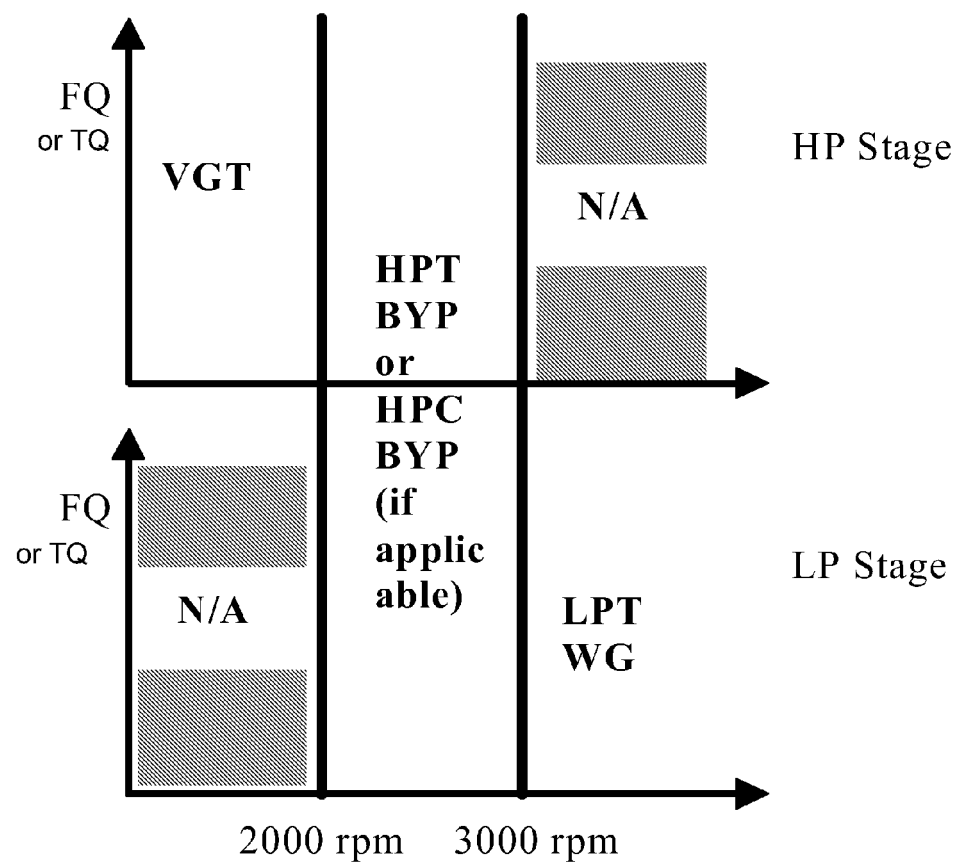 FQ
or TQ
VGT
N/A
HP Stage
HPT
BYP
or
HPC
BYP
(if
applic
able)
FQ
or TQ
N/A
LPT
WG
LP Stage
2000 rpm 3000 rpm